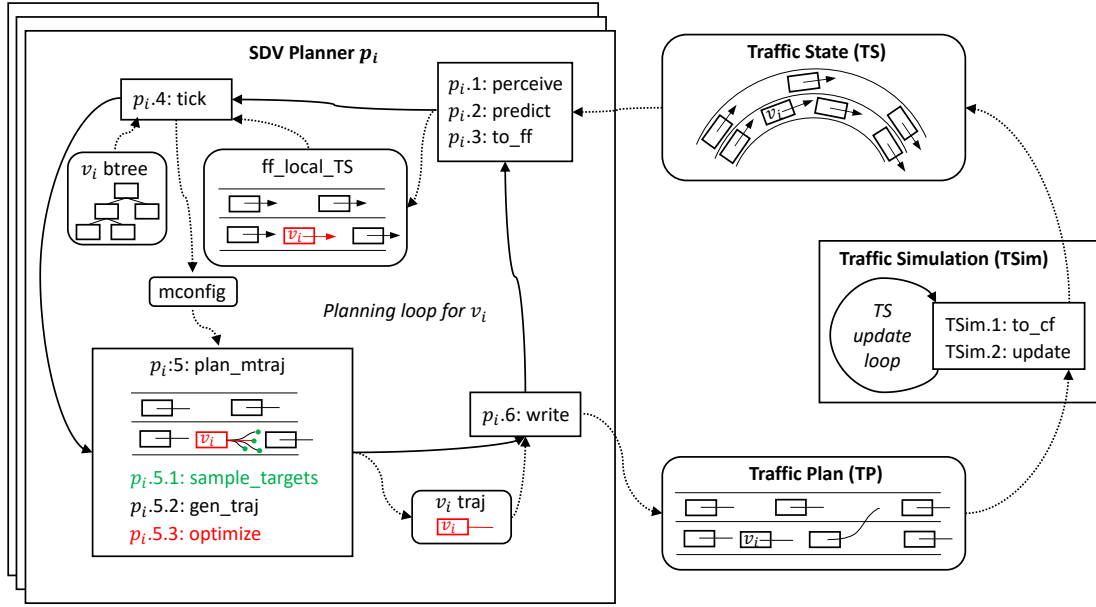 SDV Planner pᵢ
pᵢ.4: tick
pᵢ.1: perceive
pᵢ.2: predict
pᵢ.3: to_ff
vᵢ btree
ff_local_TS
vᵢ
mconfig
Planning loop for vᵢ
pᵢ:5: plan_mtraj
vᵢ
pᵢ.5.1: sample_targets
pᵢ.5.2: gen_traj
pᵢ.5.3: optimize
pᵢ.6: write
vᵢ traj
vᵢ
Traffic State (TS)
vᵢ
Traffic Simulation (TSim)
TS
update
loop
TSim.1: to_cf
TSim.2: update
Traffic Plan (TP)
vᵢ